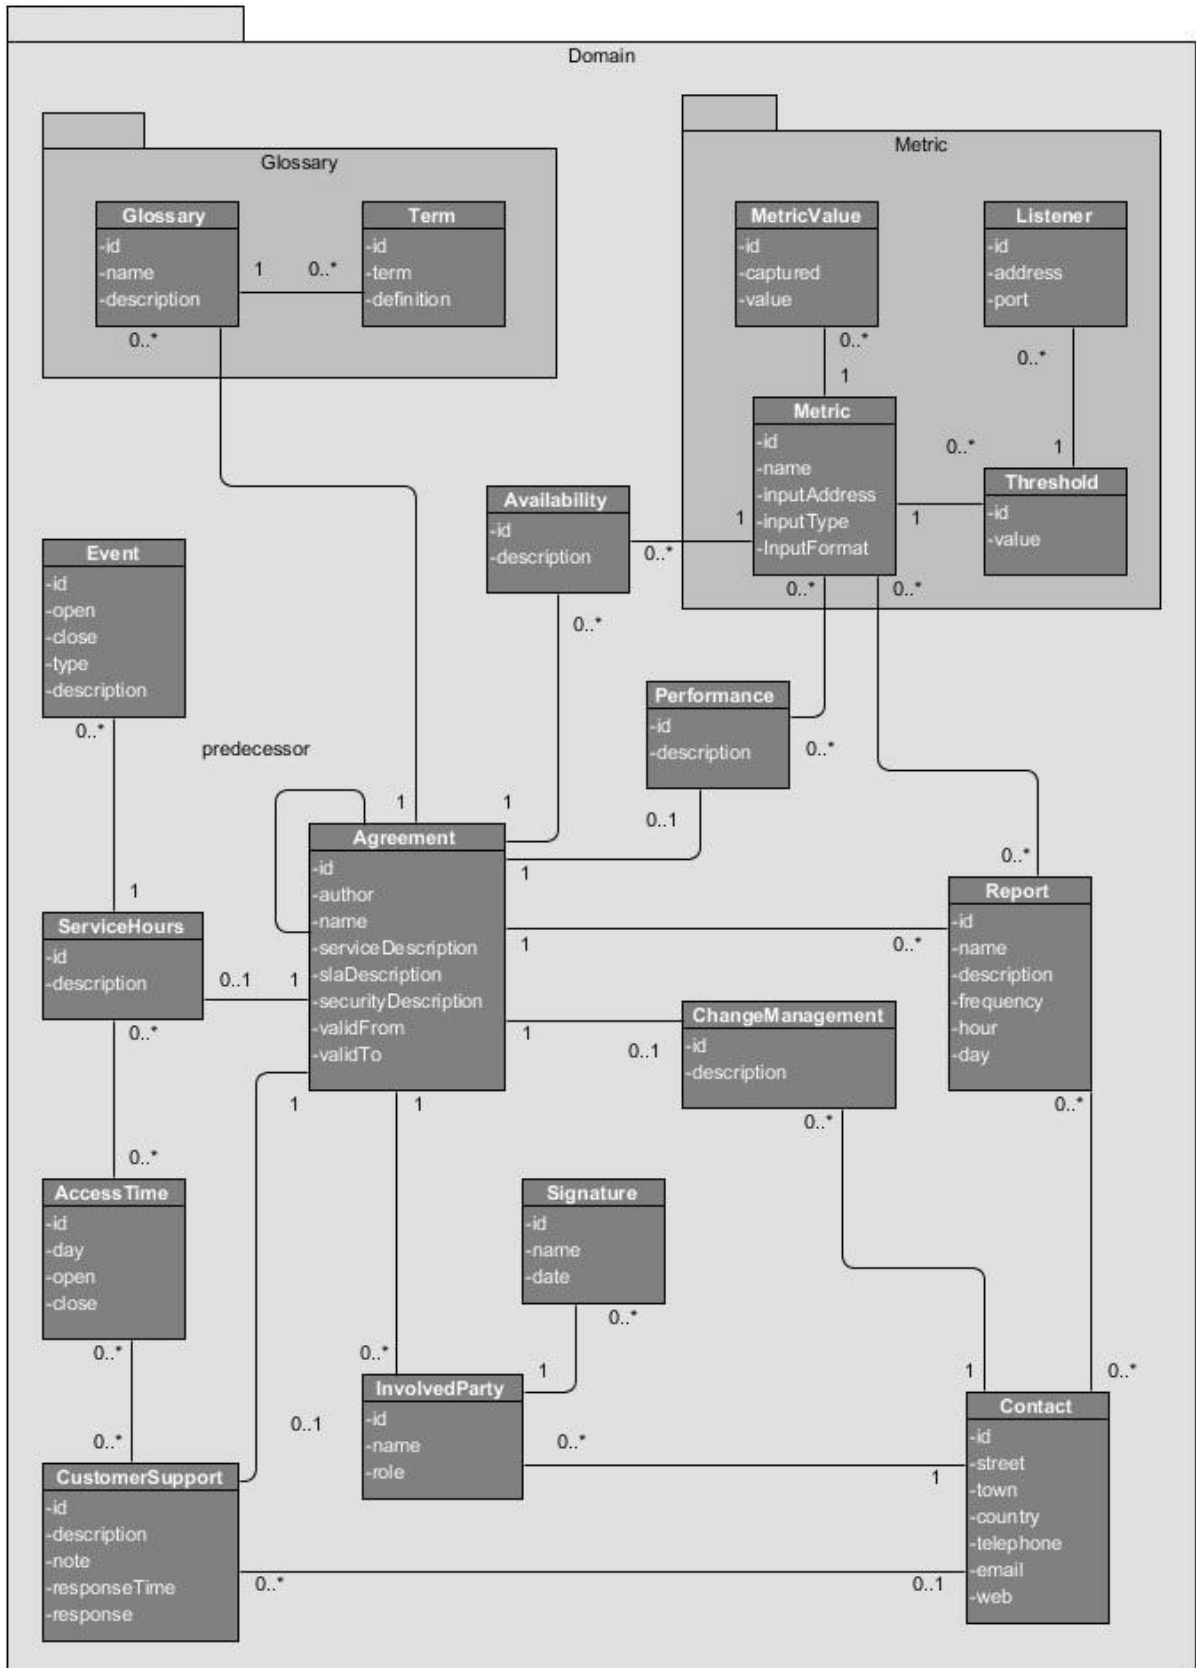 Domain
Glossary
Glossary
-id
-name
-description
1
0..*
Term
-id
-term
-definition
0..*
Metric
MetricValue
-id
-captured
-value
0..*
1
Listener
-id
-address
-port
0..*
1
Metric
-id
-name
-inputAddress
-inputType
-InputFormat
0..*
1
Threshold
-id
-value
1
0..*
0..*
Availability
-id
-description
0..*
0..*
Event
-id
-open
-close
-type
-description
0..*
1
Performance
-id
-description
0..*
0..1
predecessor
1
1
Agreement
-id
-author
-name
-serviceDescription
-slaDescription
-securityDescription
-validFrom
-validTo
1
1
0..*
1
0..1
0..*
Report
-id
-name
-description
-frequency
-hour
-day
0..*
ServiceHours
-id
-description
0..1
1
0..*
ChangeManagement
-id
-description
0..*
1
1
0..*
AccessTime
-id
-day
-open
-close
0..*
0..*
Signature
-id
-name
-date
0..*
1
0..*
InvolvedParty
-id
-name
-role
0..*
1
0..1
CustomerSupport
-id
-description
-note
-responseTime
-response
0..*
0..1
1
0..*
Contact
-id
-street
-town
-country
-telephone
-email
-web